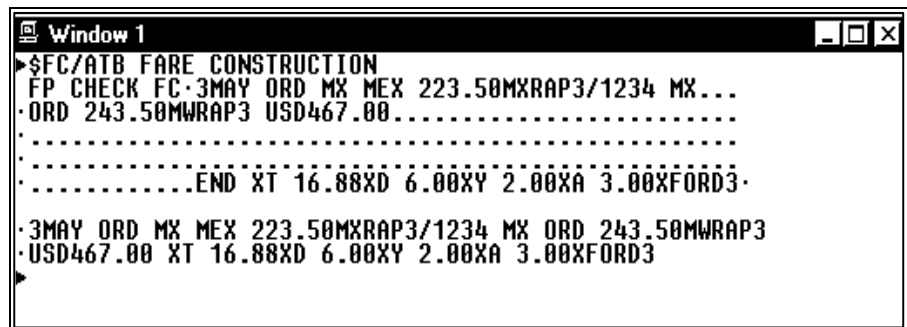 Window 1
▶$FC/ATB FARE CONSTRUCTION
FP CHECK FC·3MAY ORD MX MEX 223.50MXRAP3/1234 MX...
·ORD 243.50MWRAP3 USD467.00..........................
·.....................................................
·.....................................................
·............END XT 16.88XD 6.00XY 2.00XA 3.00XFORD3·
·3MAY ORD MX MEX 223.50MXRAP3/1234 MX ORD 243.50MWRAP3
·USD467.00 XT 16.88XD 6.00XY 2.00XA 3.00XFORD3
▶